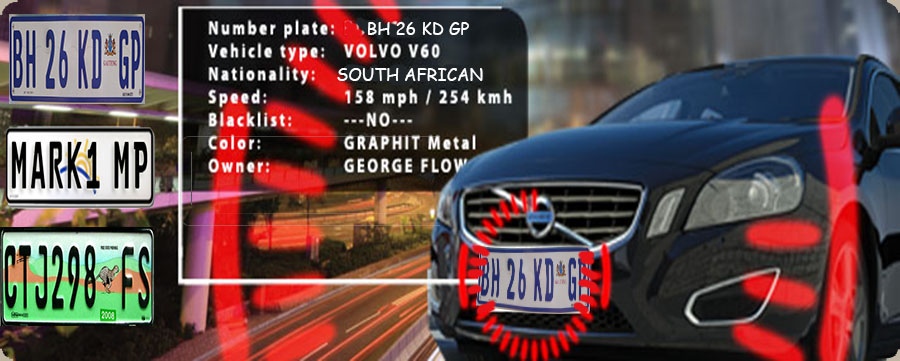 BH 26 KD GP
GAUTENG
MARK1 MP
CTJ298 FS
2008
Number plate: BH 26 KD GP
Vehicle type: VOLVO V60
Nationality: SOUTH AFRICAN
Speed: 158 mph / 254 kmh
Blacklist: ---NO---
Color: GRAPHIT Metal
Owner: GEORGE FLOW
BH 26 KD G